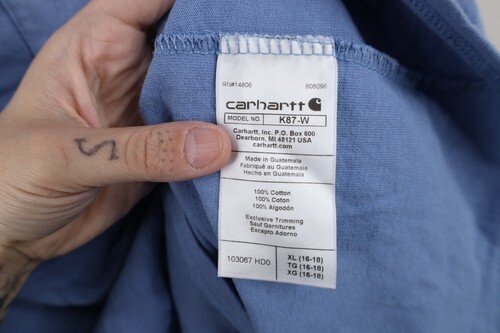 RN#14806 908096
carhartt
MODEL NO. K87-W
Carhartt, Inc. P.O. Box 600
Dearborn, MI 48121 USA
carhartt.com
Made in Guatemala
Fabriqué au Guatemala
Hecho en Guatemala
100% Cotton
100% Coton
100% Algodón
Exclusive Trimming
Sauf Garnitures
Excepto Adorno
103067 HD0
XL (16-18)
TG (16-18)
XG (16-18)